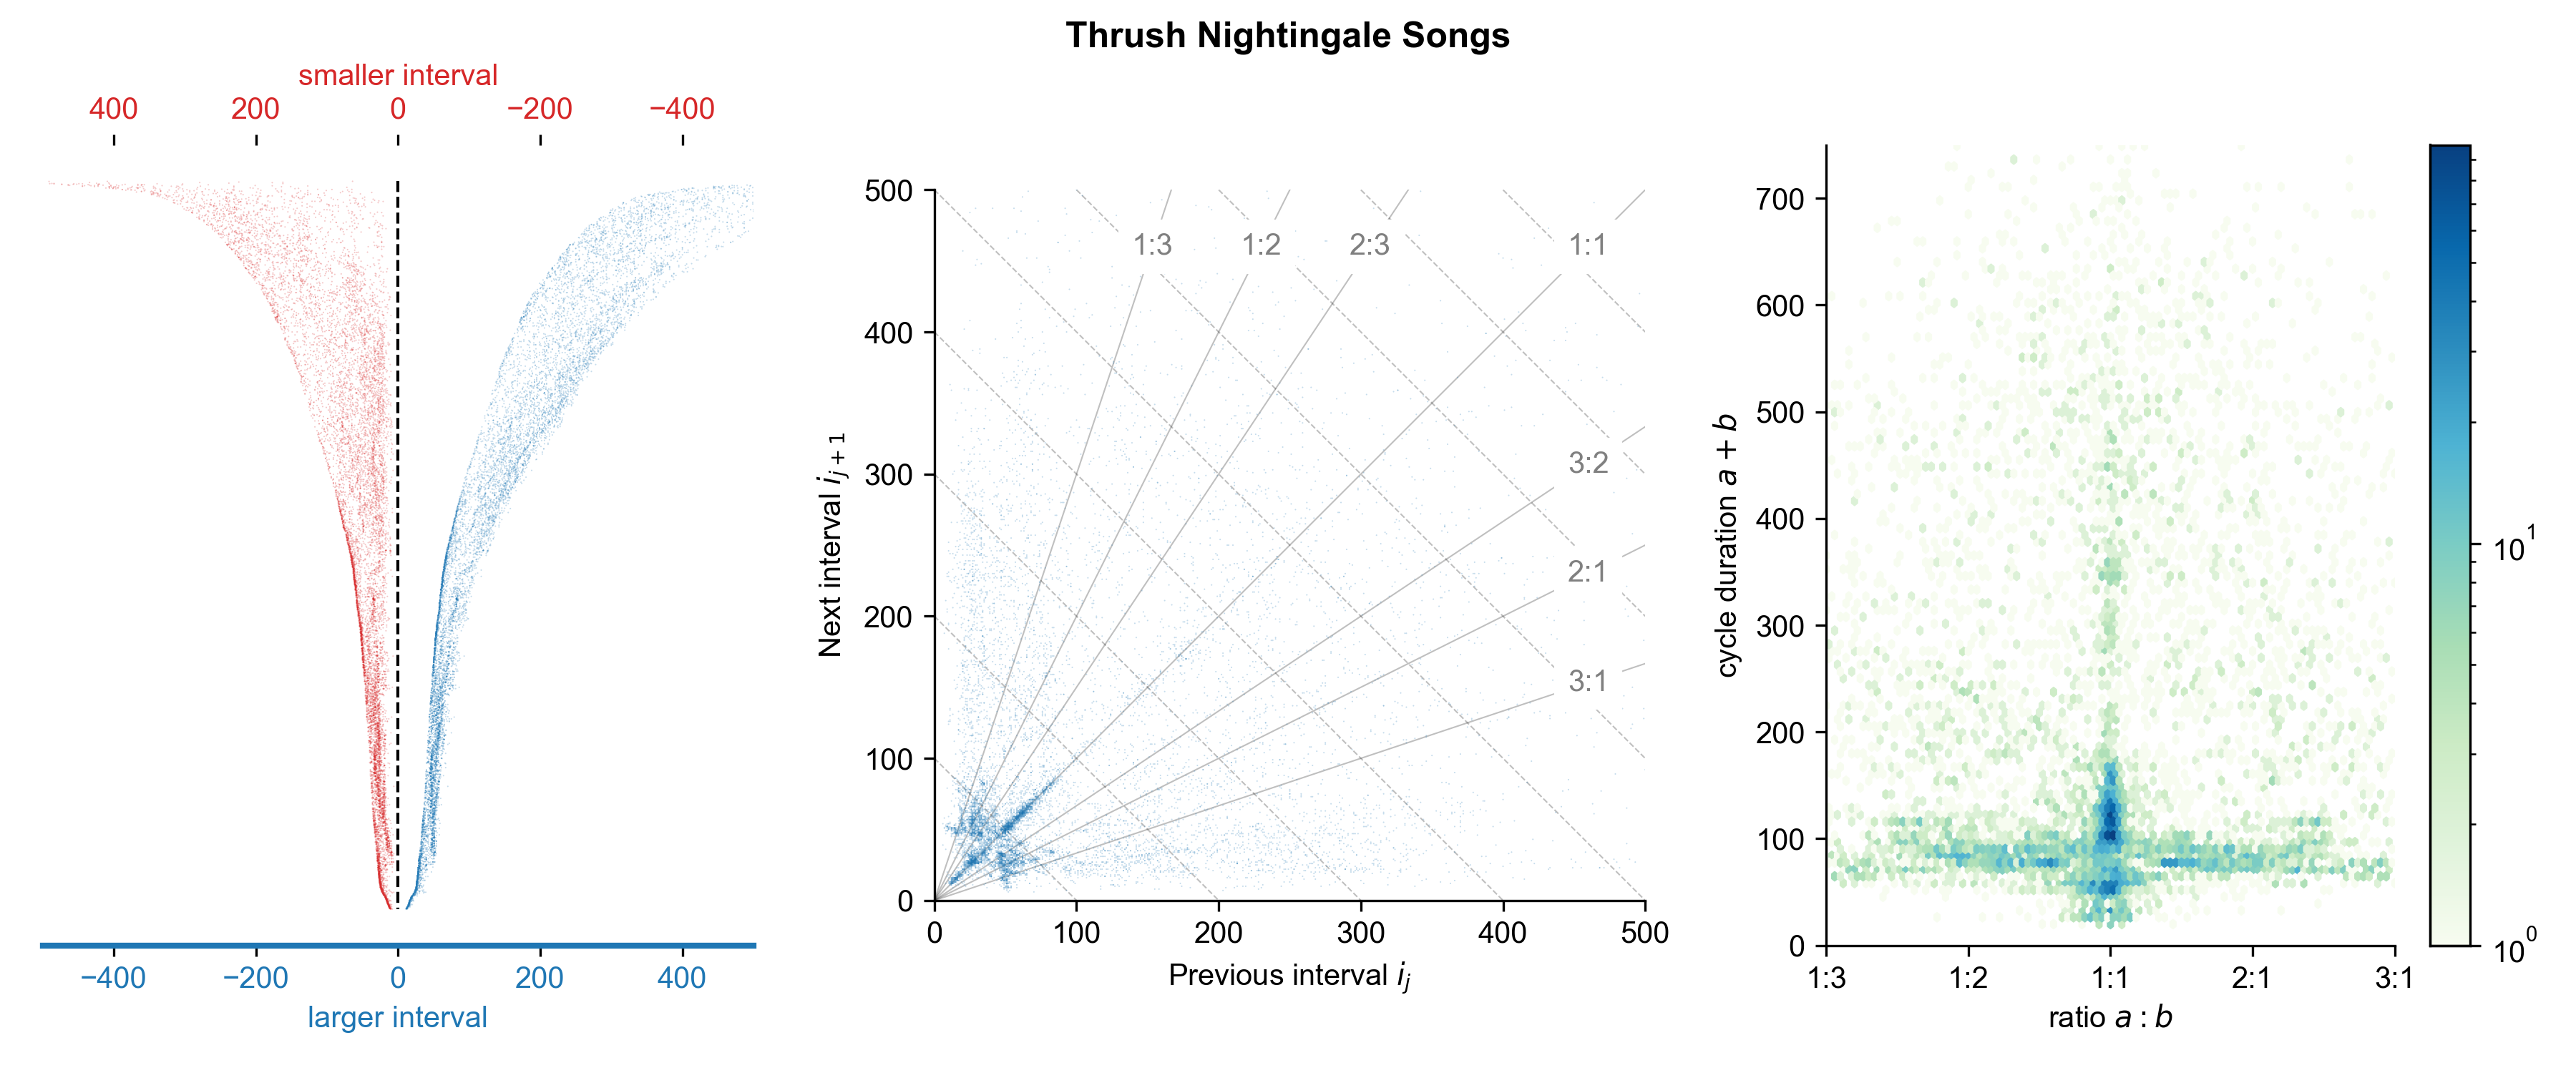 Thrush Nightingale Songs
smaller interval
400 200 0 −200 −400
−400 −200 0 200 400
larger interval
500
400
300
200
100
0
0 100 200 300 400 500
Next interval i_{j+1}
Previous interval i_j
1:3 1:2 2:3 1:1
3:2
2:1
3:1
700
600
500
400
300
200
100
0
1:3 1:2 1:1 2:1 3:1
cycle duration a + b
ratio a : b
10^1
10^0